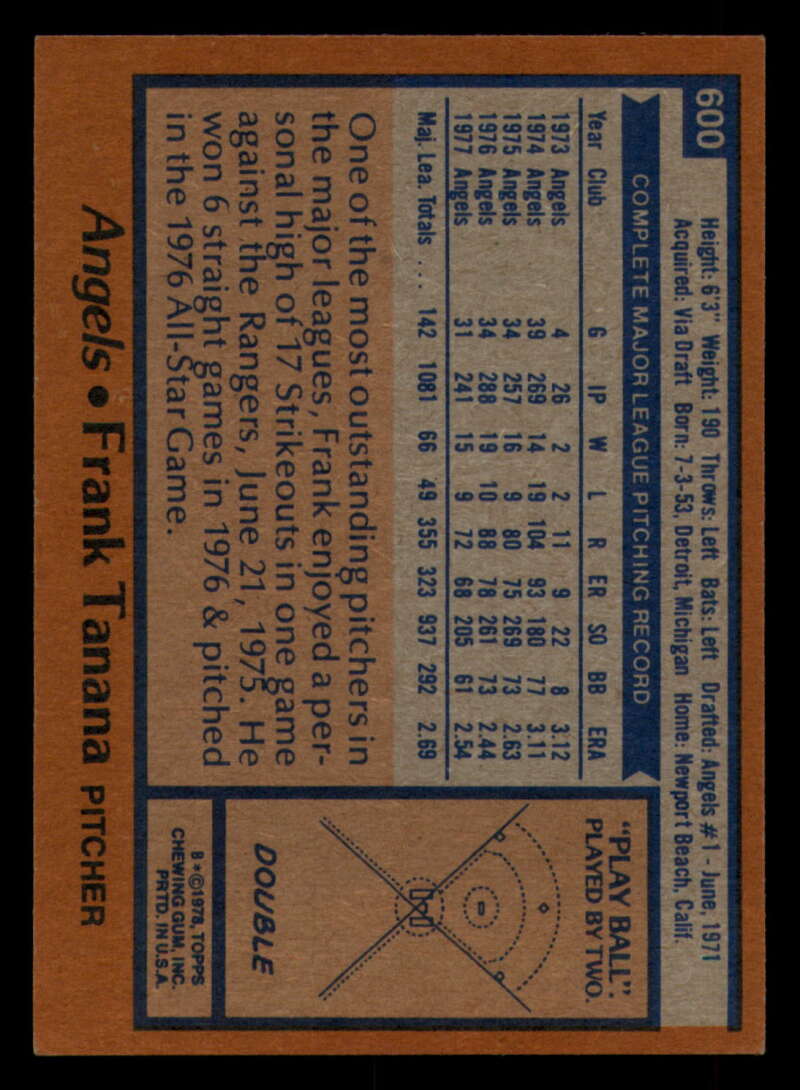 600
Height: 6'3" Weight: 190 Throws: Left Bats: Left Drafted: Angels #1 - June, 1971
Acquired: Via Draft Born: 7-3-53, Detroit, Michigan Home: Newport Beach, Calif.
COMPLETE MAJOR LEAGUE PITCHING RECORD
Year Club G IP W L R ER SO BB ERA
1973 Angels 4 26 2 2 11 9 22 8 3.12
1974 Angels 39 269 14 19 104 93 180 77 3.11
1975 Angels 34 257 16 9 80 75 269 73 2.63
1976 Angels 34 288 19 10 88 78 261 73 2.44
1977 Angels 31 241 15 9 72 68 205 61 2.54
Maj. Lea. Totals ... 142 1081 66 49 355 323 937 292 2.69
One of the most outstanding pitchers in
the major leagues, Frank enjoyed a per-
sonal high of 17 Strikeouts in one game
against the Rangers, June 21, 1975. He
won 6 straight games in 1976 & pitched
in the 1976 All-Star Game.
"PLAY BALL":
PLAYED BY TWO.
DOUBLE
B*©1978, TOPPS
CHEWING GUM, INC.
PRTD. IN U.S.A.
Angels • Frank Tanana PITCHER